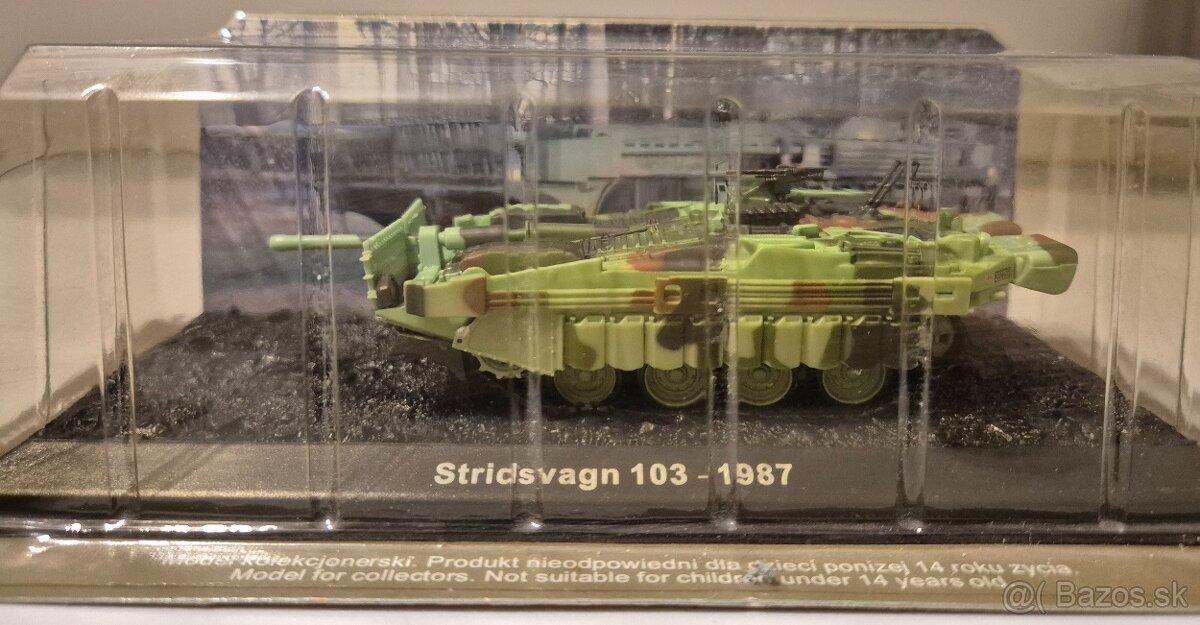 Stridsvagn 103 - 1987
Model kolekcjonerski. Produkt nieodpowiedni dla dzieci poniżej 14 roku życia.
Model for collectors. Not suitable for children under 14 years old
@( Bazos.sk